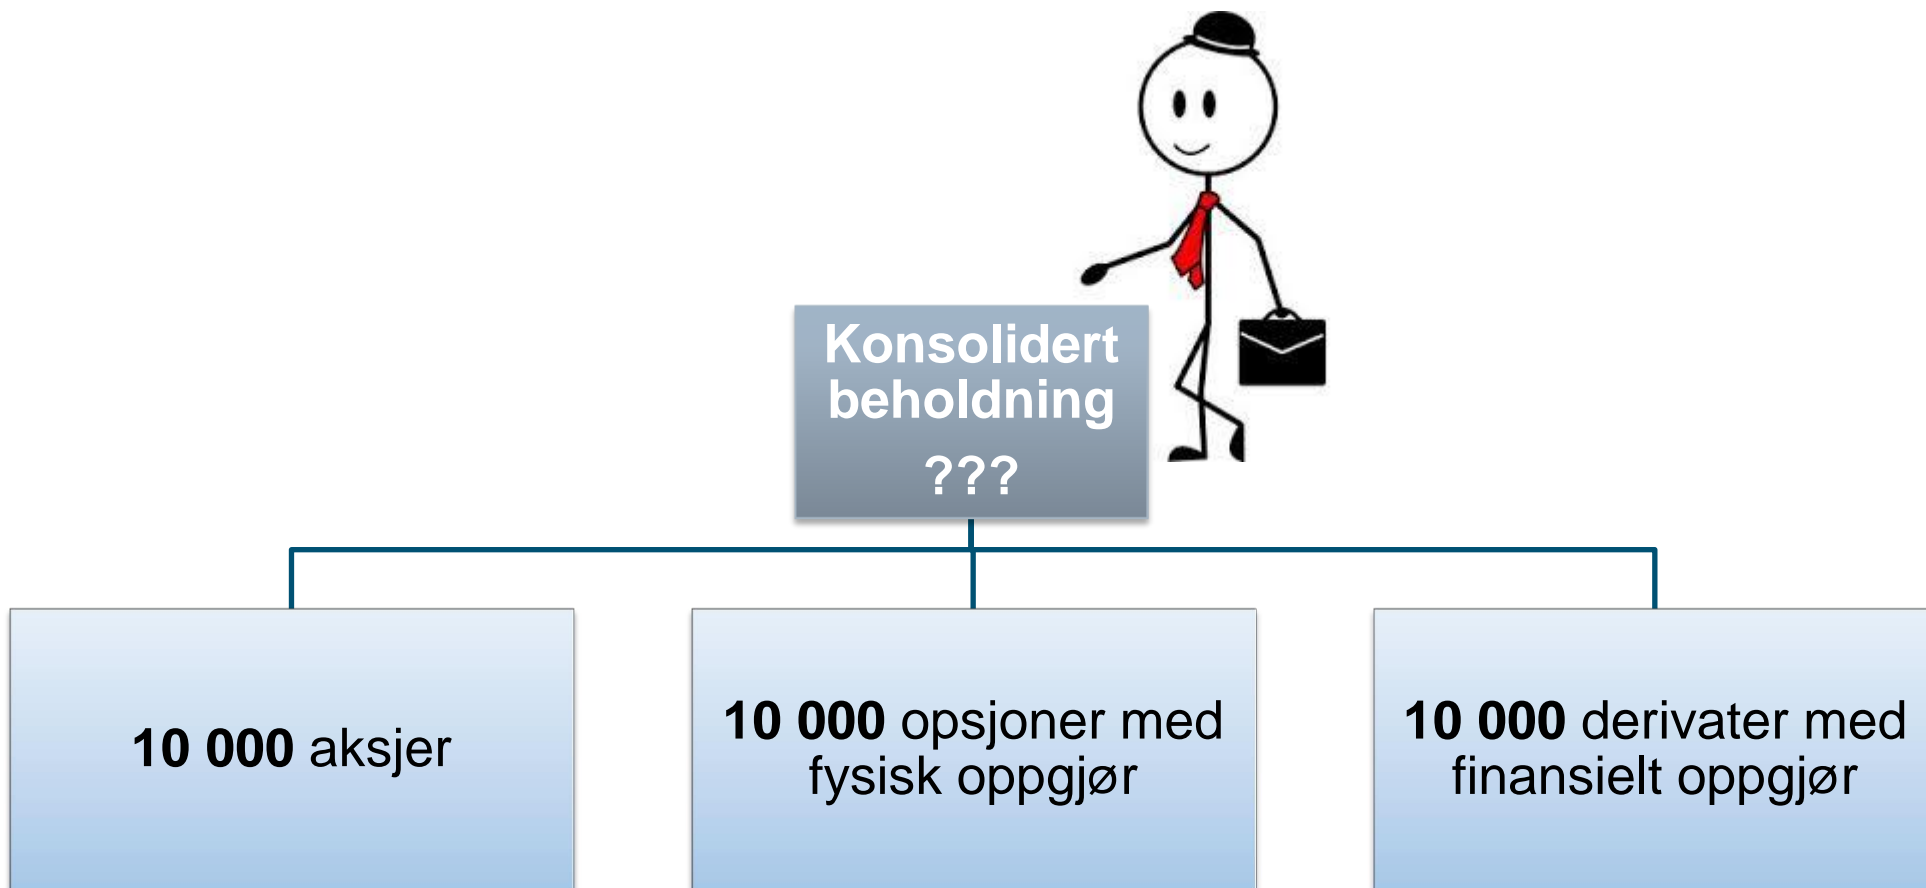 Konsolidert
beholdning
???
10 000 aksjer
10 000 opsjoner med
fysisk oppgjør
10 000 derivater med
finansielt oppgjør